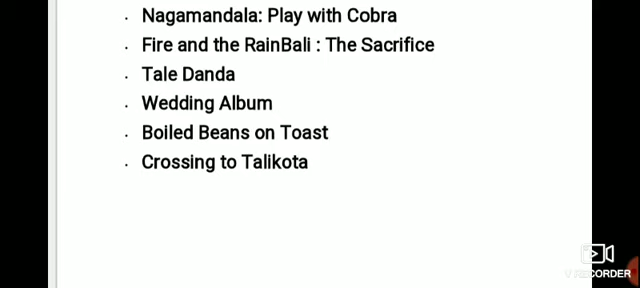 · Nagamandala: Play with Cobra
· Fire and the RainBali : The Sacrifice
· Tale Danda
· Wedding Album
· Boiled Beans on Toast
· Crossing to Talikota
V RECORDER